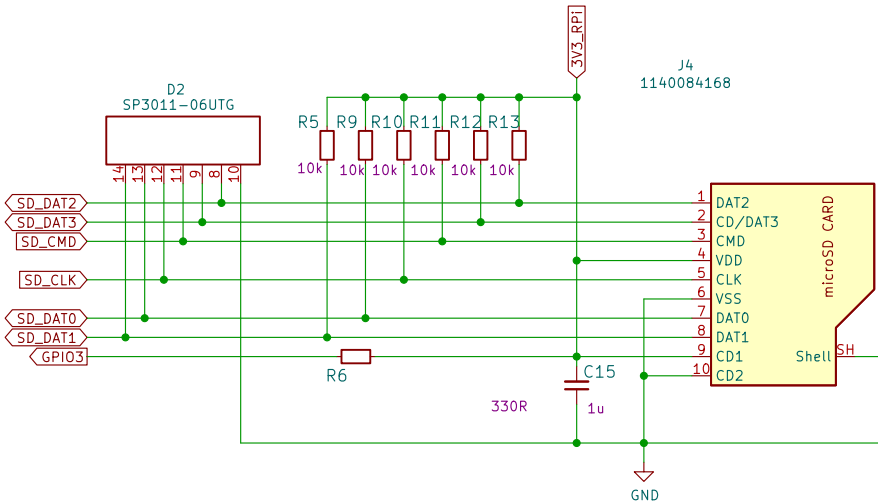 3V3_RPi
J4
1140084168
D2
SP3011-06UTG
R5 R9 R10 R11 R12 R13
10k 10k 10k 10k 10k 10k
14 13 12 11 9 8 10
SD_DAT2
SD_DAT3
SD_CMD
SD_CLK
SD_DAT0
SD_DAT1
GPIO3
R6
330R
C15
1u
1 DAT2
2 CD/DAT3
3 CMD
4 VDD
5 CLK
6 VSS
7 DAT0
8 DAT1
9 CD1
10 CD2
microSD CARD
Shell SH
GND